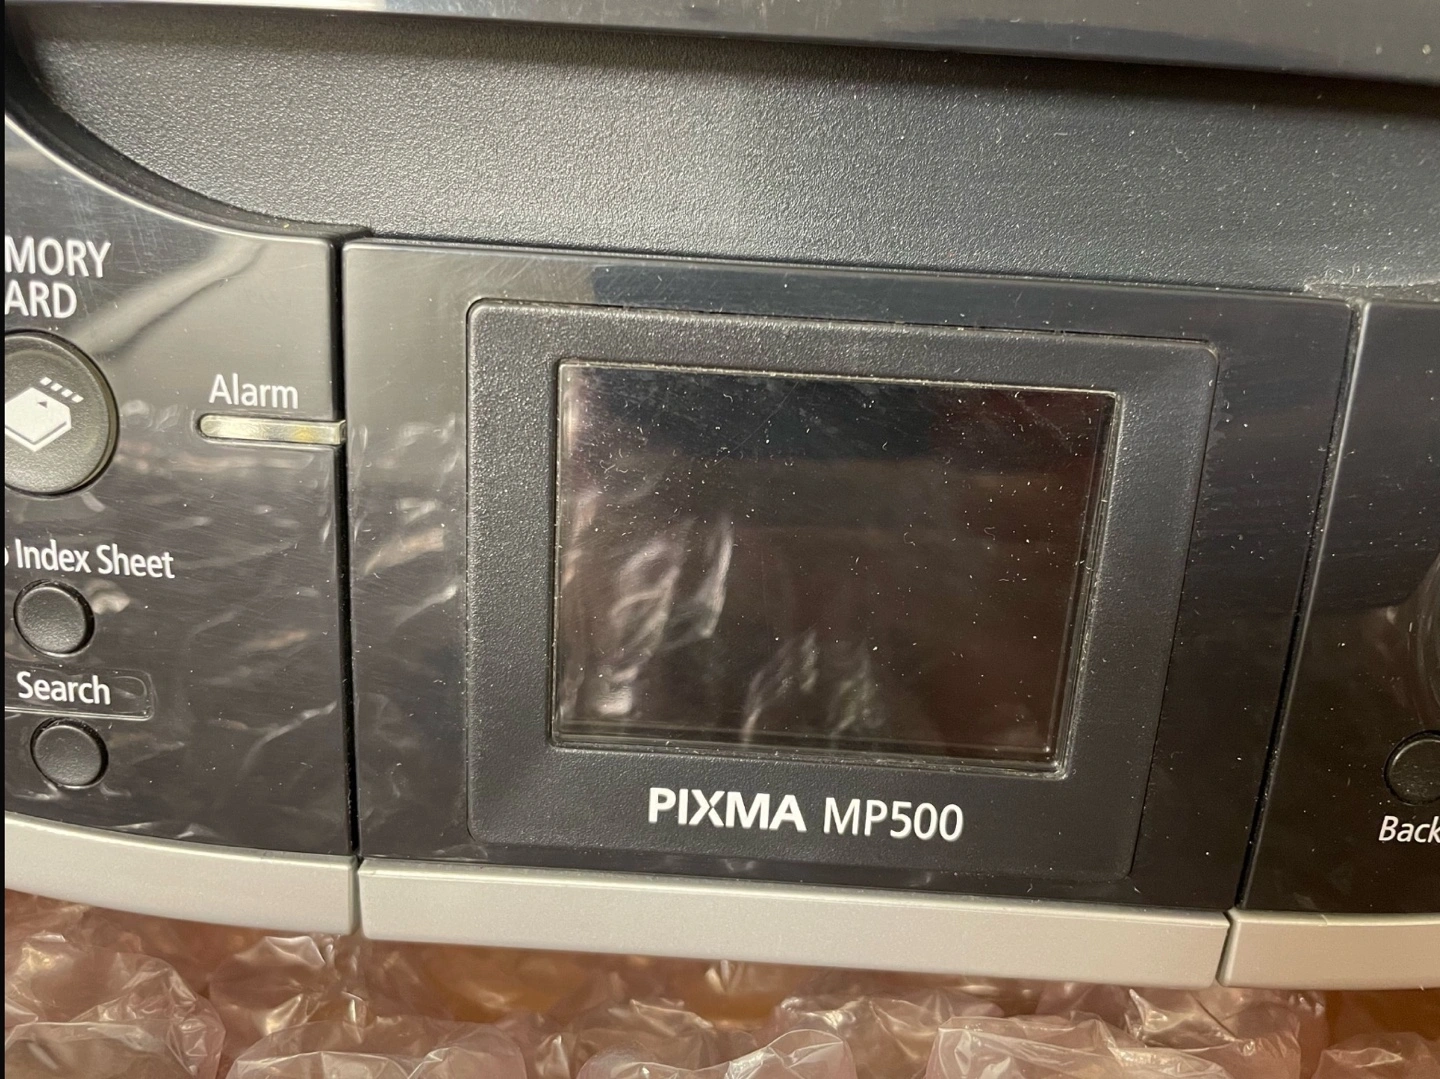 MORY
ARD
Alarm
Index Sheet
Search
PIXMA MP500
Back